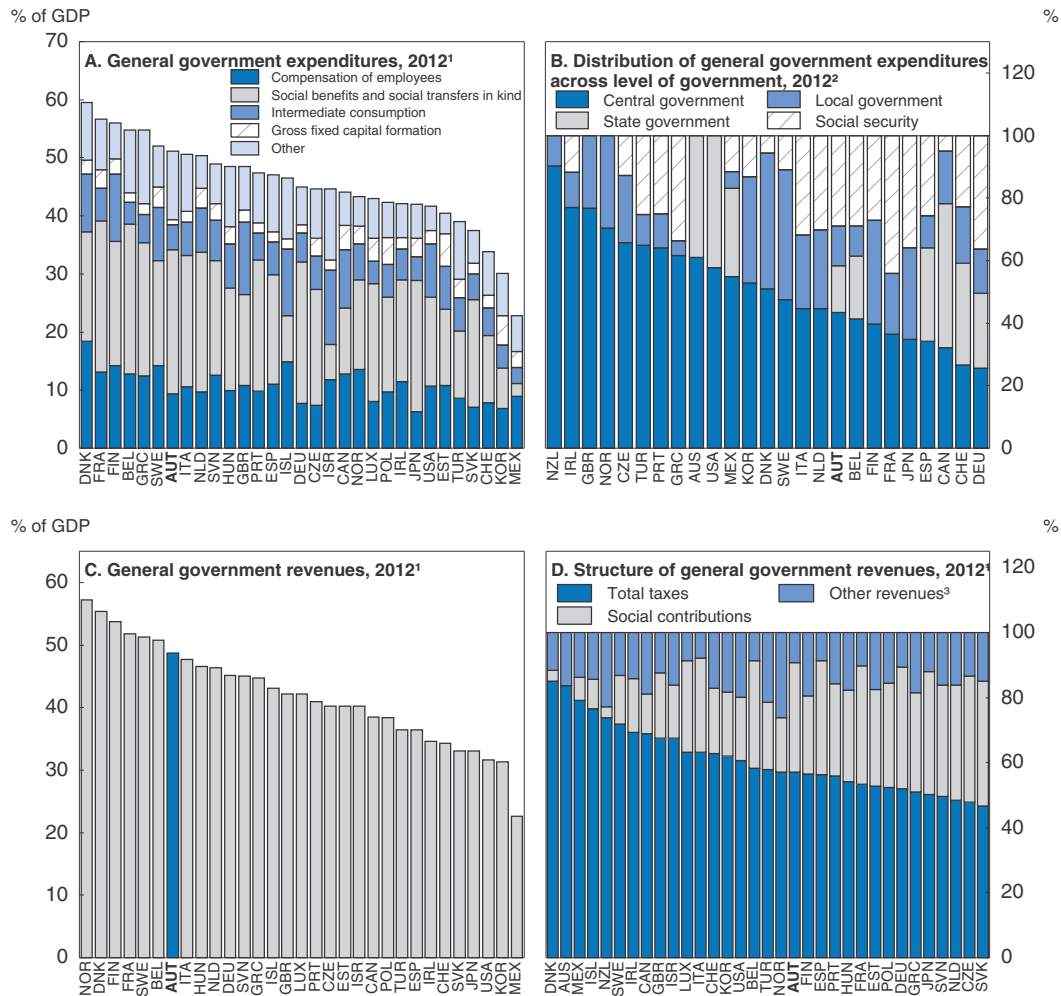 % of GDP
%
70
60
50
40
30
20
10
0
A. General government expenditures, 2012¹
Compensation of employees
Social benefits and social transfers in kind
Intermediate consumption
Gross fixed capital formation
Other
DNK FRA FIN BEL GRC SWE AUT ITA NLD SVN HUN GBR PRT ESP ISL DEU CZE ISR CAN NOR LUX POL IRL JPN USA EST TUR SVK CHE KOR MEX
B. Distribution of general government expenditures
across level of government, 2012²
Central government
Local government
State government
Social security
120
100
80
60
40
20
0
NZL IRL GBR NOR CZE TUR PRT GRC AUS USA MEX KOR DNK SWE ITA NLD AUT BEL FIN FRA JPN ESP CAN CHE DEU
% of GDP
%
60
50
40
30
20
10
0
C. General government revenues, 2012¹
NOR DNK FIN FRA SWE BEL AUT ITA HUN NLD DEU SVN GRC ISL GBR LUX PRT CZE EST ISR CAN POL TUR ESP IRL CHE SVK JPN USA KOR MEX
D. Structure of general government revenues, 2012¹
Total taxes
Other revenues³
Social contributions
120
100
80
60
40
20
0
DNK AUS MEX ISL NZL SWE IRL CAN GBR ISR LUX ITA CHE KOR USA BEL TUR NOR AUT FIN ESP PRT HUN FRA EST POL DEU GRC JPN SVN NLD CZE SVK